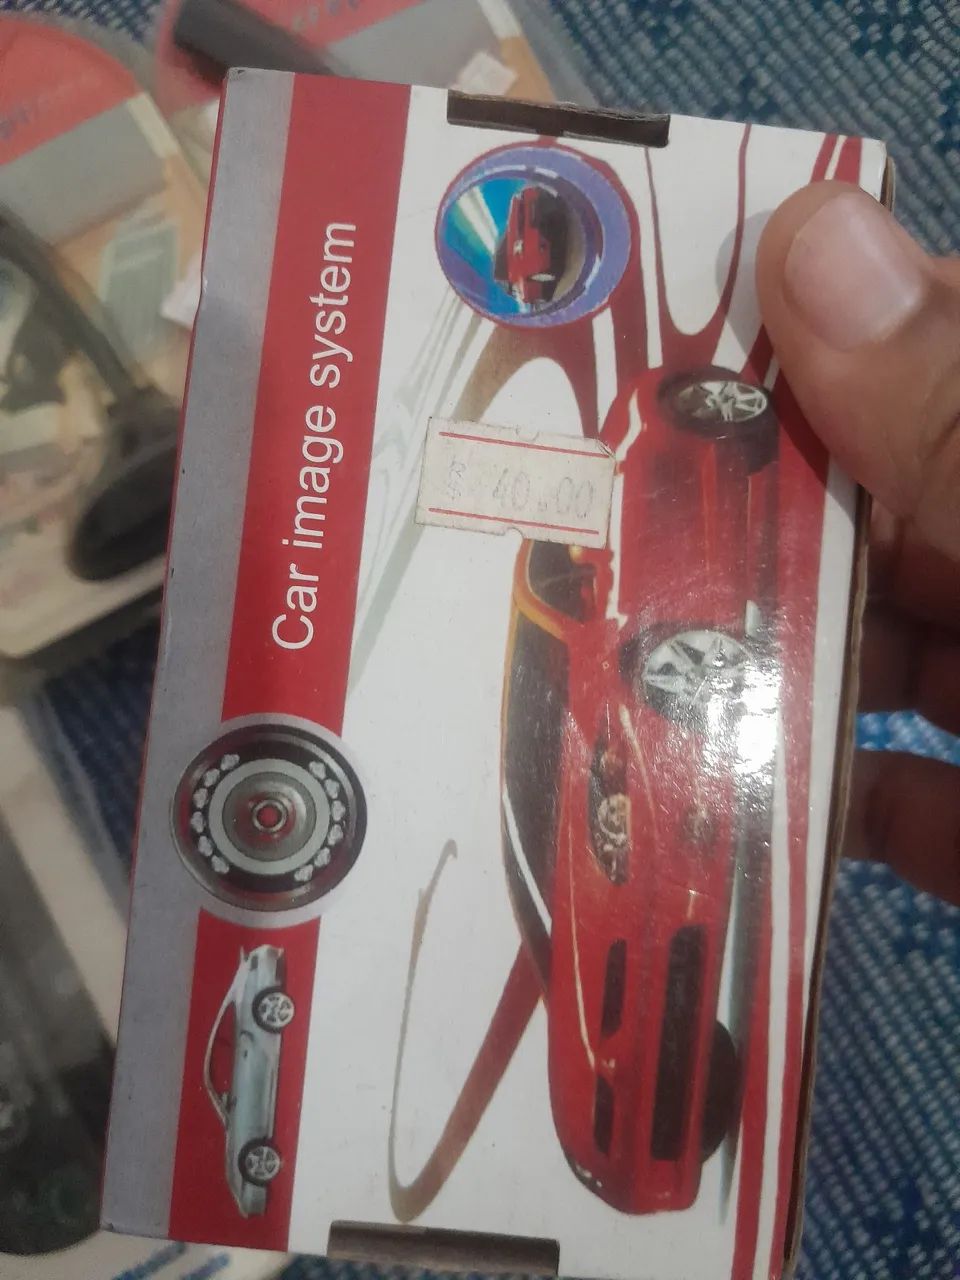 Car image system
R$ 40.00